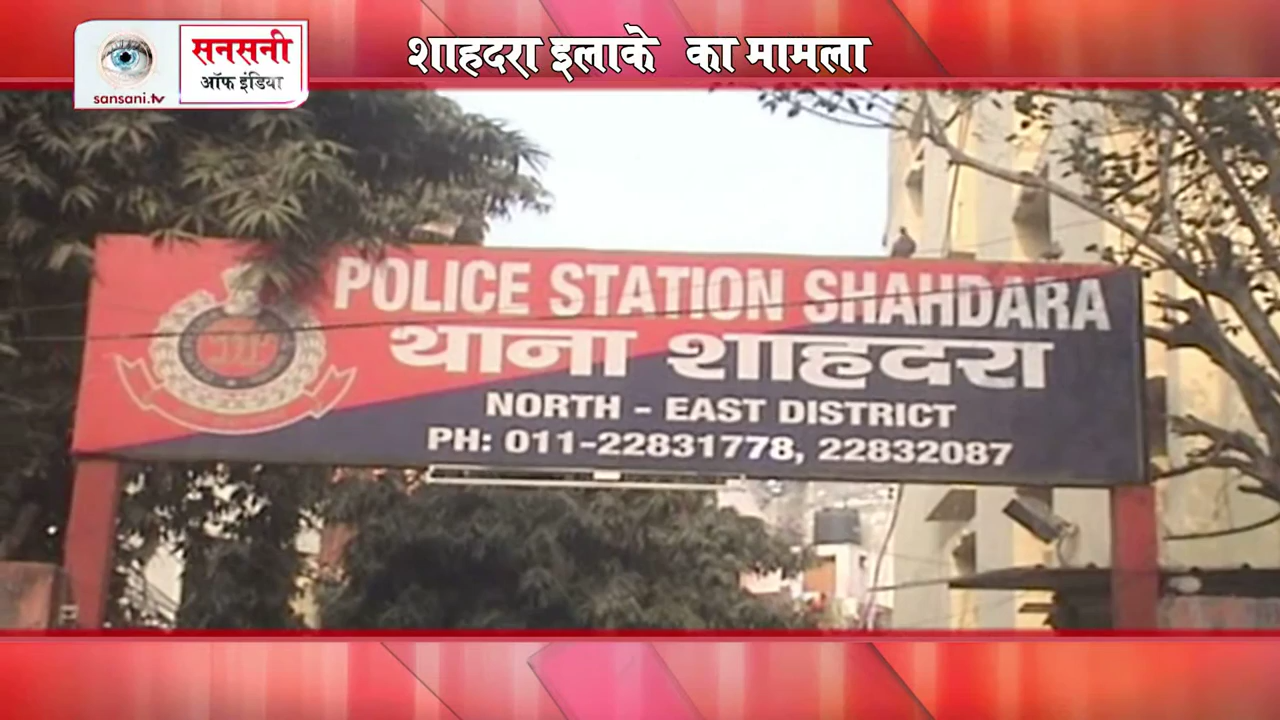 सनसनी
ऑफ इंडिया
sansani.tv
शाहदरा इलाके का मामला
POLICE STATION SHAHDARA
थाना शाहदरा
NORTH - EAST DISTRICT
PH: 011-22831778, 22832087